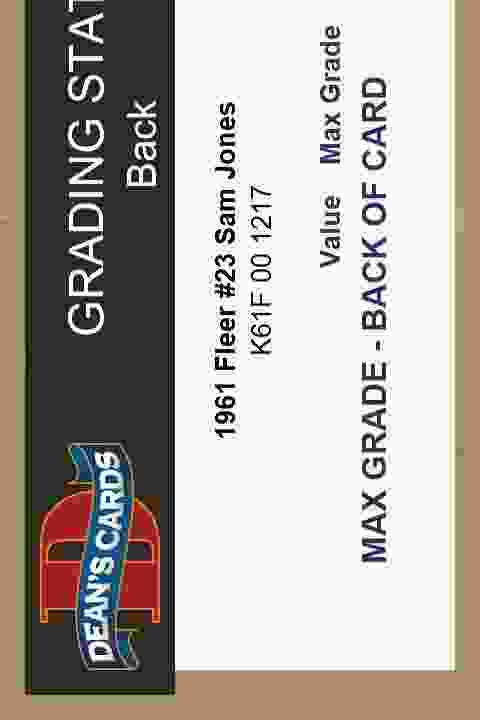 GRADING STAT
Back
DEAN'S CARDS
1961 Fleer #23 Sam Jones
K61F 00 1217
Value Max Grade
MAX GRADE - BACK OF CARD